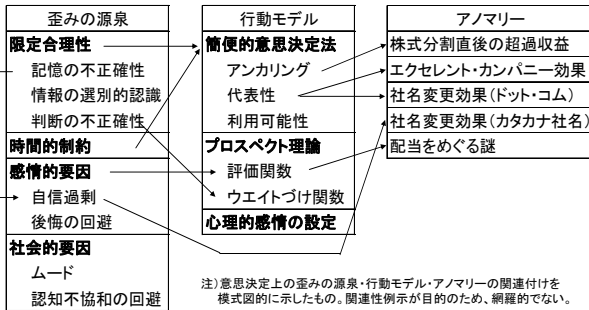 歪みの源泉
限定合理性
記憶の不正確性
情報の選別的認識
判断の不正確性
時間的制約
感情的要因
自信過剰
後悔の回避
社会的要因
ムード
認知不協和の回避
行動モデル
簡便的意思決定法
アンカリング
代表性
利用可能性
プロスペクト理論
評価関数
ウエイトづけ関数
心理的感情の設定
アノマリー
株式分割直後の超過収益
エクセレント・カンパニー効果
社名変更効果(ドット・コム)
社名変更効果(カタカナ社名)
配当をめぐる謎
注)意思決定上の歪みの源泉・行動モデル・アノマリーの関連付けを
模式図的に示したもの。関連性例示が目的のため、網羅的でない。